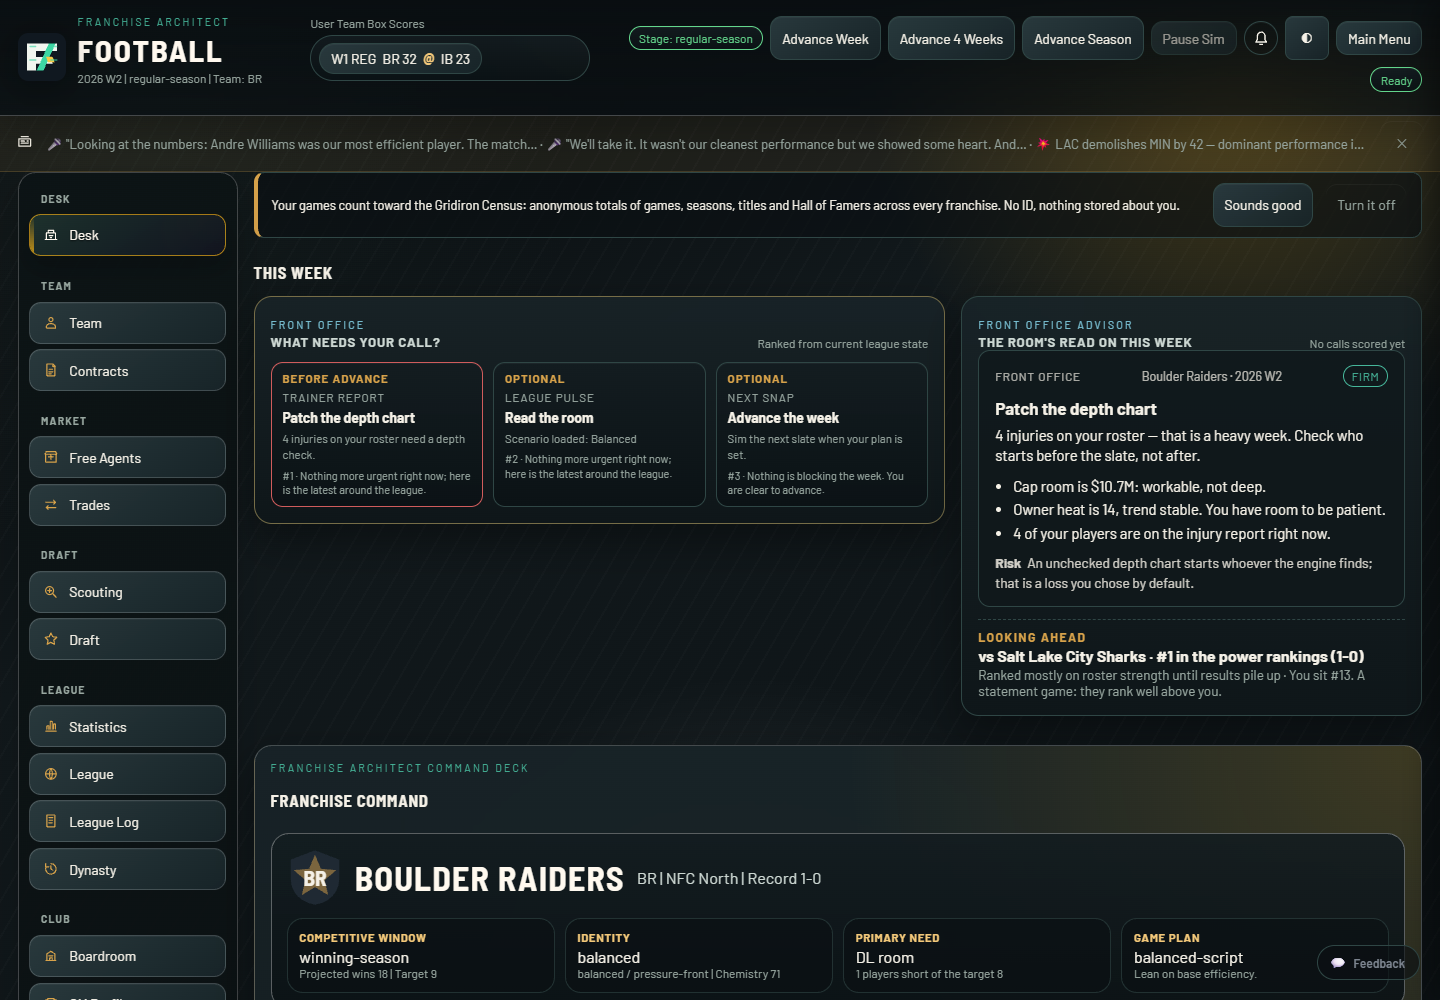 FRANCHISE ARCHITECT
FOOTBALL
2026 W2 | regular-season | Team: BR
User Team Box Scores
W1 REG BR 32 @ IB 23
Stage: regular-season
Advance Week
Advance 4 Weeks
Advance Season
Pause Sim
Main Menu
Ready
"Looking at the numbers: Andre Williams was our most efficient player. The match... · "We'll take it. It wasn't our cleanest performance but we showed some heart. And... · LAC demolishes MIN by 42 — dominant performance i...
DESK
Desk
TEAM
Team
Contracts
MARKET
Free Agents
Trades
DRAFT
Scouting
Draft
LEAGUE
Statistics
League
League Log
Dynasty
CLUB
Boardroom
Your games count toward the Gridiron Census: anonymous totals of games, seasons, titles and Hall of Famers across every franchise. No ID, nothing stored about you.
Sounds good
Turn it off
THIS WEEK
FRONT OFFICE
WHAT NEEDS YOUR CALL?
Ranked from current league state
BEFORE ADVANCE
TRAINER REPORT
Patch the depth chart
4 injuries on your roster need a depth
check.
#1 · Nothing more urgent right now; here
is the latest around the league.
OPTIONAL
LEAGUE PULSE
Read the room
Scenario loaded: Balanced
#2 · Nothing more urgent right now;
here is the latest around the league.
OPTIONAL
NEXT SNAP
Advance the week
Sim the next slate when your plan is
set.
#3 · Nothing is blocking the week. You
are clear to advance.
FRONT OFFICE ADVISOR
THE ROOM'S READ ON THIS WEEK
No calls scored yet
FRONT OFFICE
Boulder Raiders · 2026 W2
FIRM
Patch the depth chart
4 injuries on your roster — that is a heavy week. Check who
starts before the slate, not after.
• Cap room is $10.7M: workable, not deep.
• Owner heat is 14, trend stable. You have room to be patient.
• 4 of your players are on the injury report right now.
Risk An unchecked depth chart starts whoever the engine finds;
that is a loss you chose by default.
LOOKING AHEAD
vs Salt Lake City Sharks · #1 in the power rankings (1-0)
Ranked mostly on roster strength until results pile up · You sit #13. A
statement game: they rank well above you.
FRANCHISE ARCHITECT COMMAND DECK
FRANCHISE COMMAND
BR
BOULDER RAIDERS
BR | NFC North | Record 1-0
COMPETITIVE WINDOW
winning-season
Projected wins 18 | Target 9
IDENTITY
balanced
balanced / pressure-front | Chemistry 71
PRIMARY NEED
DL room
1 players short of the target 8
GAME PLAN
balanced-script
Lean on base efficiency.
Feedback